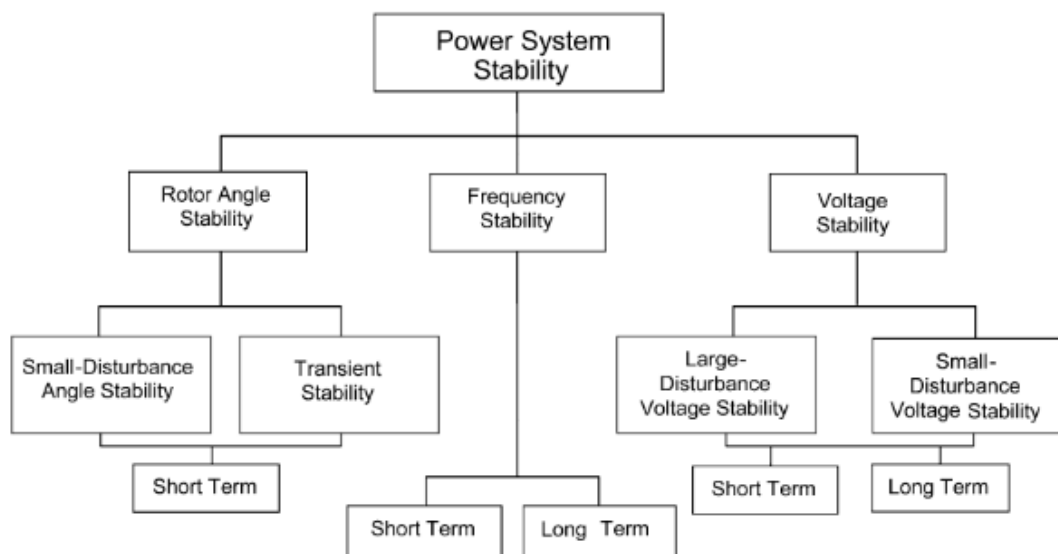 Power System
Stability
Rotor Angle
Stability
Frequency
Stability
Voltage
Stability
Small-Disturbance
Angle Stability
Transient
Stability
Large-
Disturbance
Voltage Stability
Small-
Disturbance
Voltage Stability
Short Term
Short Term
Long Term
Short Term
Long Term